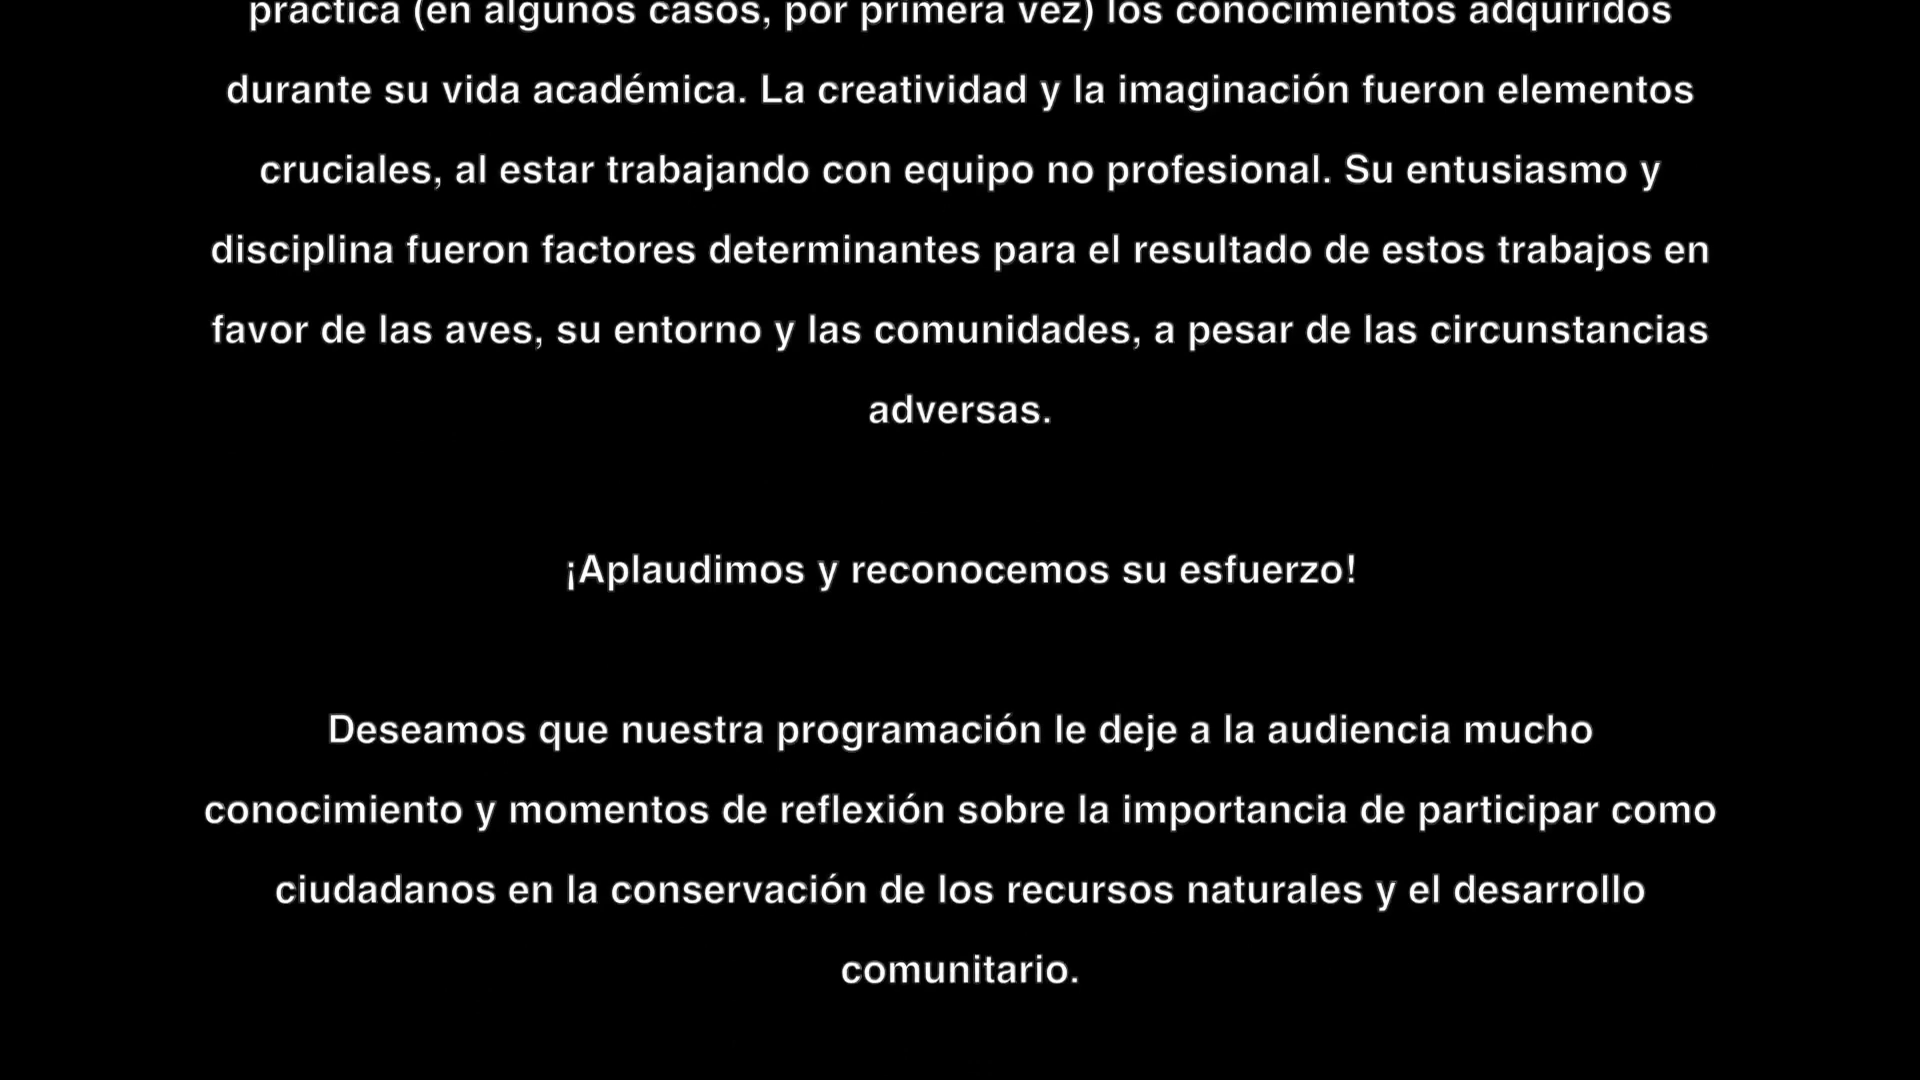 práctica (en algunos casos, por primera vez) los conocimientos adquiridos
durante su vida académica. La creatividad y la imaginación fueron elementos
cruciales, al estar trabajando con equipo no profesional. Su entusiasmo y
disciplina fueron factores determinantes para el resultado de estos trabajos en
favor de las aves, su entorno y las comunidades, a pesar de las circunstancias
adversas.
¡Aplaudimos y reconocemos su esfuerzo!
Deseamos que nuestra programación le deje a la audiencia mucho
conocimiento y momentos de reflexión sobre la importancia de participar como
ciudadanos en la conservación de los recursos naturales y el desarrollo
comunitario.